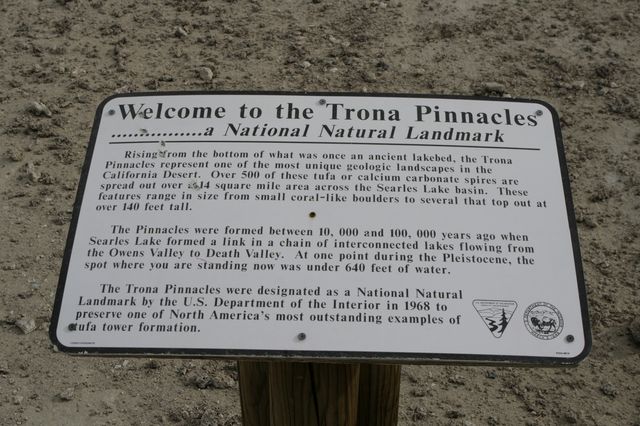 Welcome to the Trona Pinnacles
................a National Natural Landmark
Rising from the bottom of what was once an ancient lakebed, the Trona
Pinnacles represent one of the most unique geologic landscapes in the
California Desert. Over 500 of these tufa or calcium carbonate spires are
spread out over 14 square mile area across the Searles Lake basin. These
features range in size from small coral-like boulders to several that top out at
over 140 feet tall.
The Pinnacles were formed between 10, 000 and 100, 000 years ago when
Searles Lake formed a link in a chain of interconnected lakes flowing from
the Owens Valley to Death Valley. At one point during the Pleistocene, the
spot where you are standing now was under 640 feet of water.
The Trona Pinnacles were designated as a National Natural
Landmark by the U.S. Department of the Interior in 1968 to
preserve one of North America's most outstanding examples of
tufa tower formation.